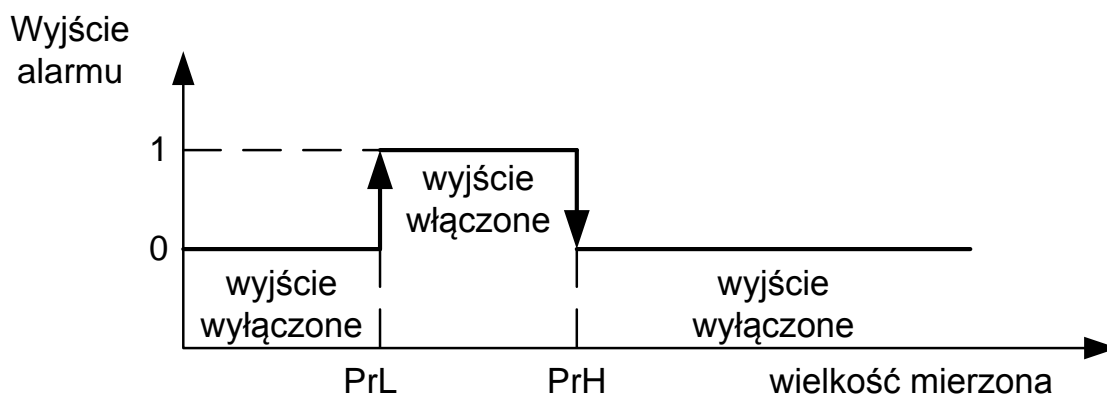 Wyjście
alarmu
1
wyjście
włączone
0
wyjście
wyłączone
wyjście
wyłączone
PrL
PrH
wielkość mierzona